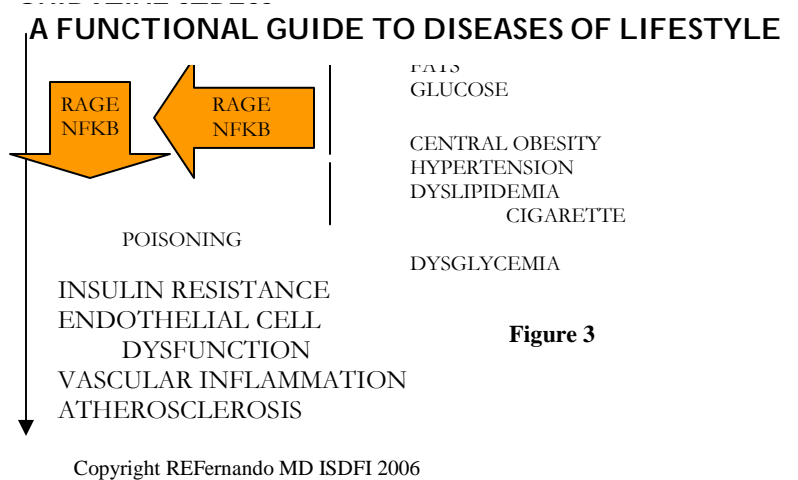 A FUNCTIONAL GUIDE TO DISEASES OF LIFESTYLE
FATS
GLUCOSE
RAGE
NFKB
RAGE
NFKB
CENTRAL OBESITY
HYPERTENSION
DYSLIPIDEMIA
CIGARETTE
POISONING
DYSGLYCEMIA
INSULIN RESISTANCE
ENDOTHELIAL CELL
DYSFUNCTION
VASCULAR INFLAMMATION
ATHEROSCLEROSIS
Figure 3
Copyright REFernando MD ISDFI 2006